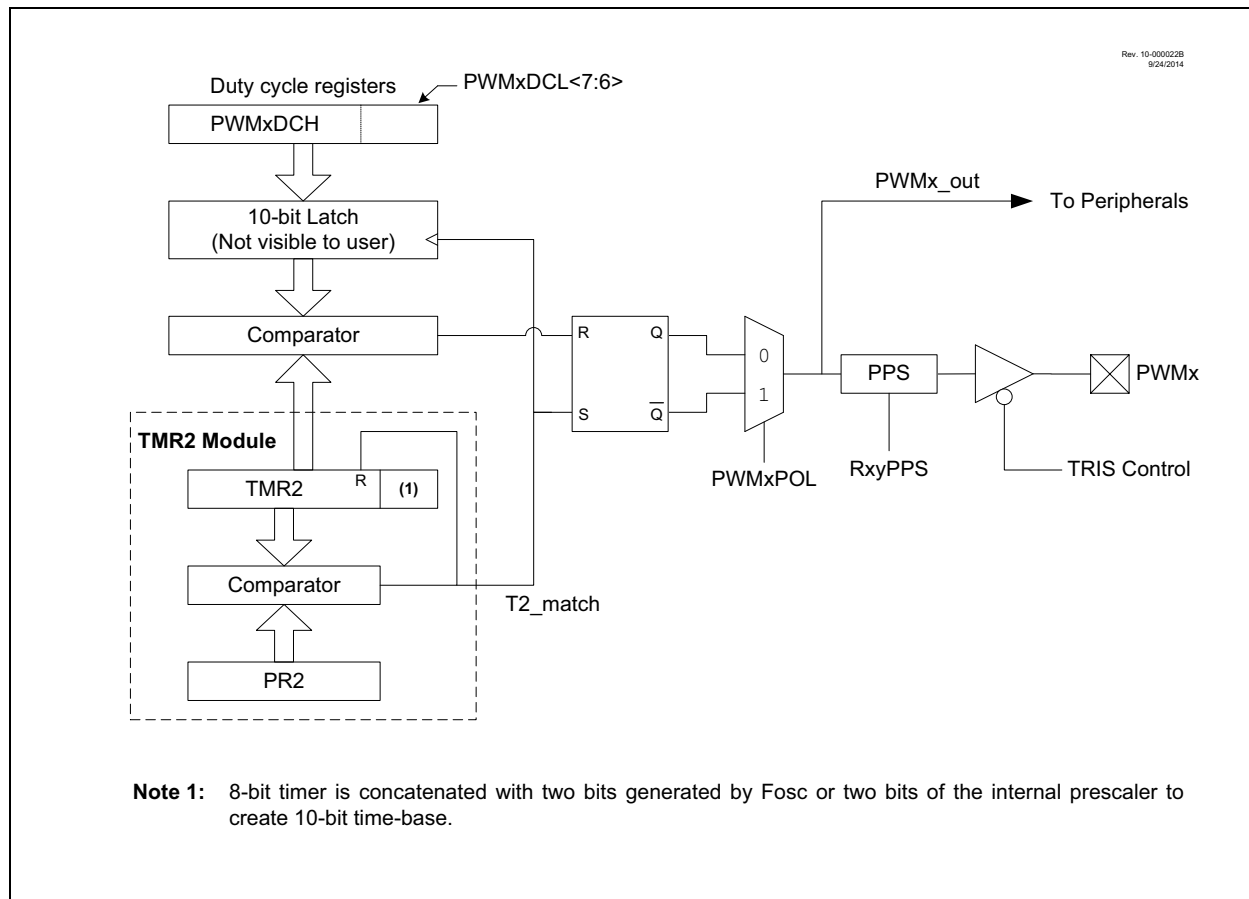 Rev. 10-000022B
9/24/2014
Duty cycle registers
PWMxDCL<7:6>
PWMxDCH
10-bit Latch
(Not visible to user)
Comparator
PWMx_out
To Peripherals
R
Q
S
Q
0
1
PWMxPOL
PPS
RxyPPS
PWMx
TRIS Control
TMR2 Module
TMR2
R
(1)
Comparator
T2_match
PR2
Note 1: 8-bit timer is concatenated with two bits generated by Fosc or two bits of the internal prescaler to
create 10-bit time-base.